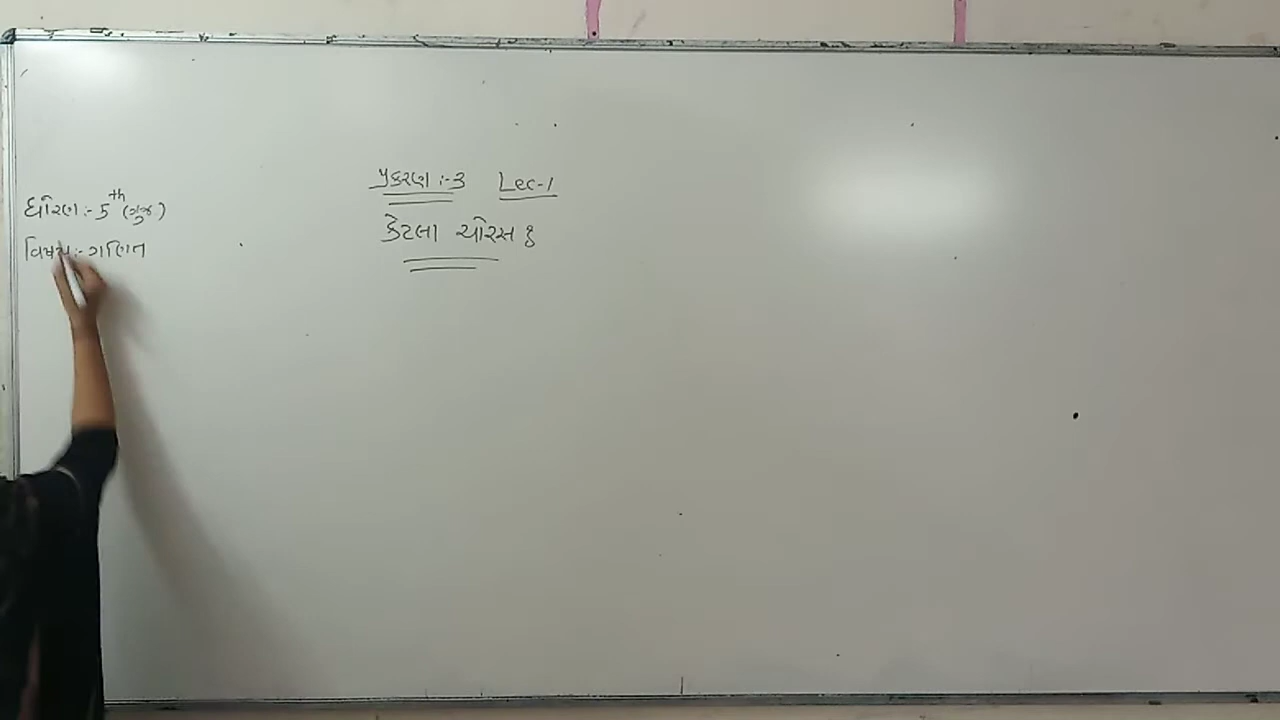 ધોરણ :- 5th (ગુજ)
વિષય :- ગણિત
પ્રકરણ :- 3 Lec-1
કેટલા ચોરસ ?